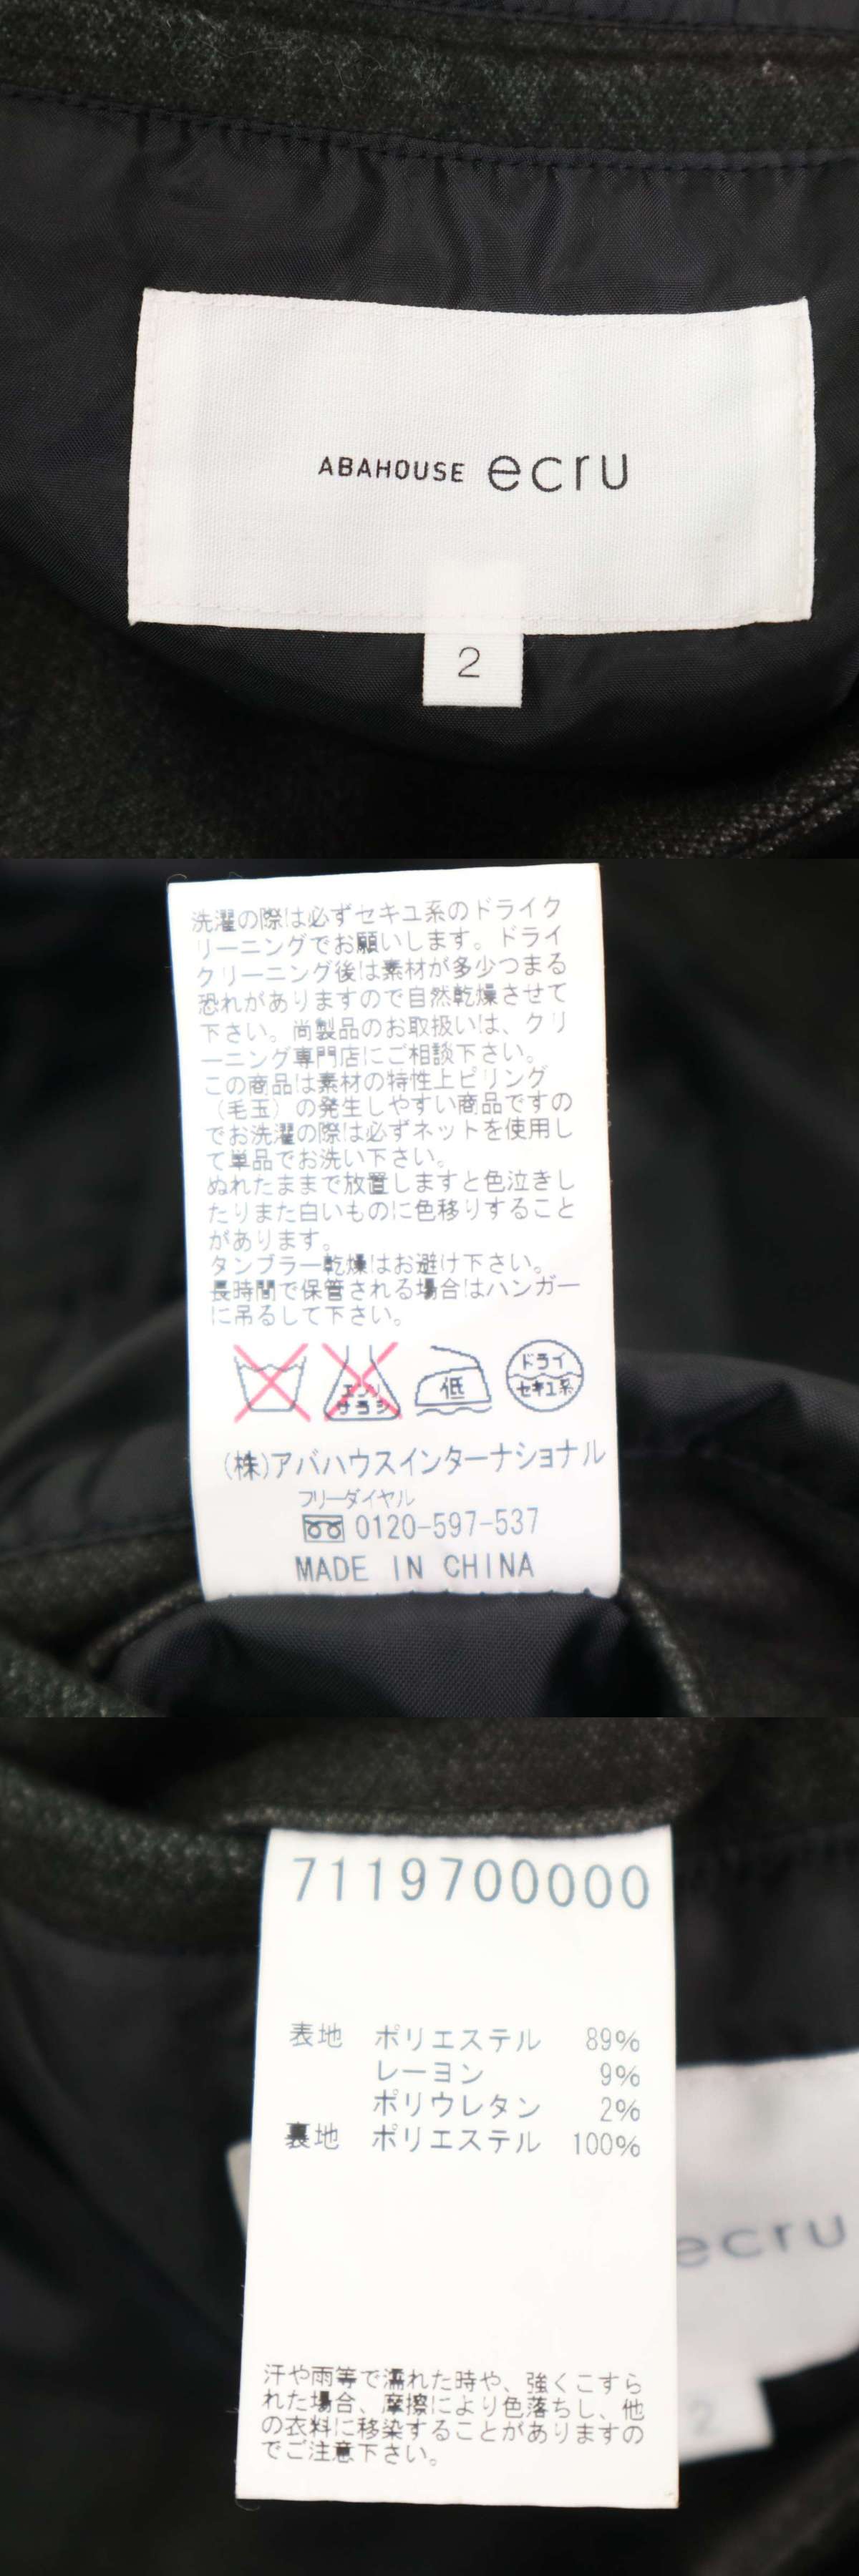 ABAHOUSE ecru
2
洗濯の際は必ずセキユ系のドライク
リーニングでお願いします。ドライ
クリーニング後は素材が多少つまる
恐れがありますので自然乾燥させて
下さい。尚製品のお取扱いは、クリ
ーニング専門店にご相談下さい。
この商品は素材の特性上ピリング
（毛玉）の発生しやすい商品ですの
でお洗濯の際は必ずネットを使用し
て単品でお洗い下さい。
ぬれたままで放置しますと色泣きし
たりまた白いものに色移りすること
があります。
タンブラー乾燥はお避け下さい。
長時間で保管される場合はハンガー
に吊るして下さい。
エンソ
サラシ
低
ドライ
セキユ系
(株)アバハウスインターナショナル
フリーダイヤル
0120-597-537
MADE IN CHINA
7119700000
表地 ポリエステル 89%
レーヨン 9%
ポリウレタン 2%
裏地 ポリエステル 100%
ecru
2
汗や雨等で濡れた時や、強くこすら
れた場合、摩擦により色落ちし、他
の衣料に移染することがありますの
でご注意下さい。